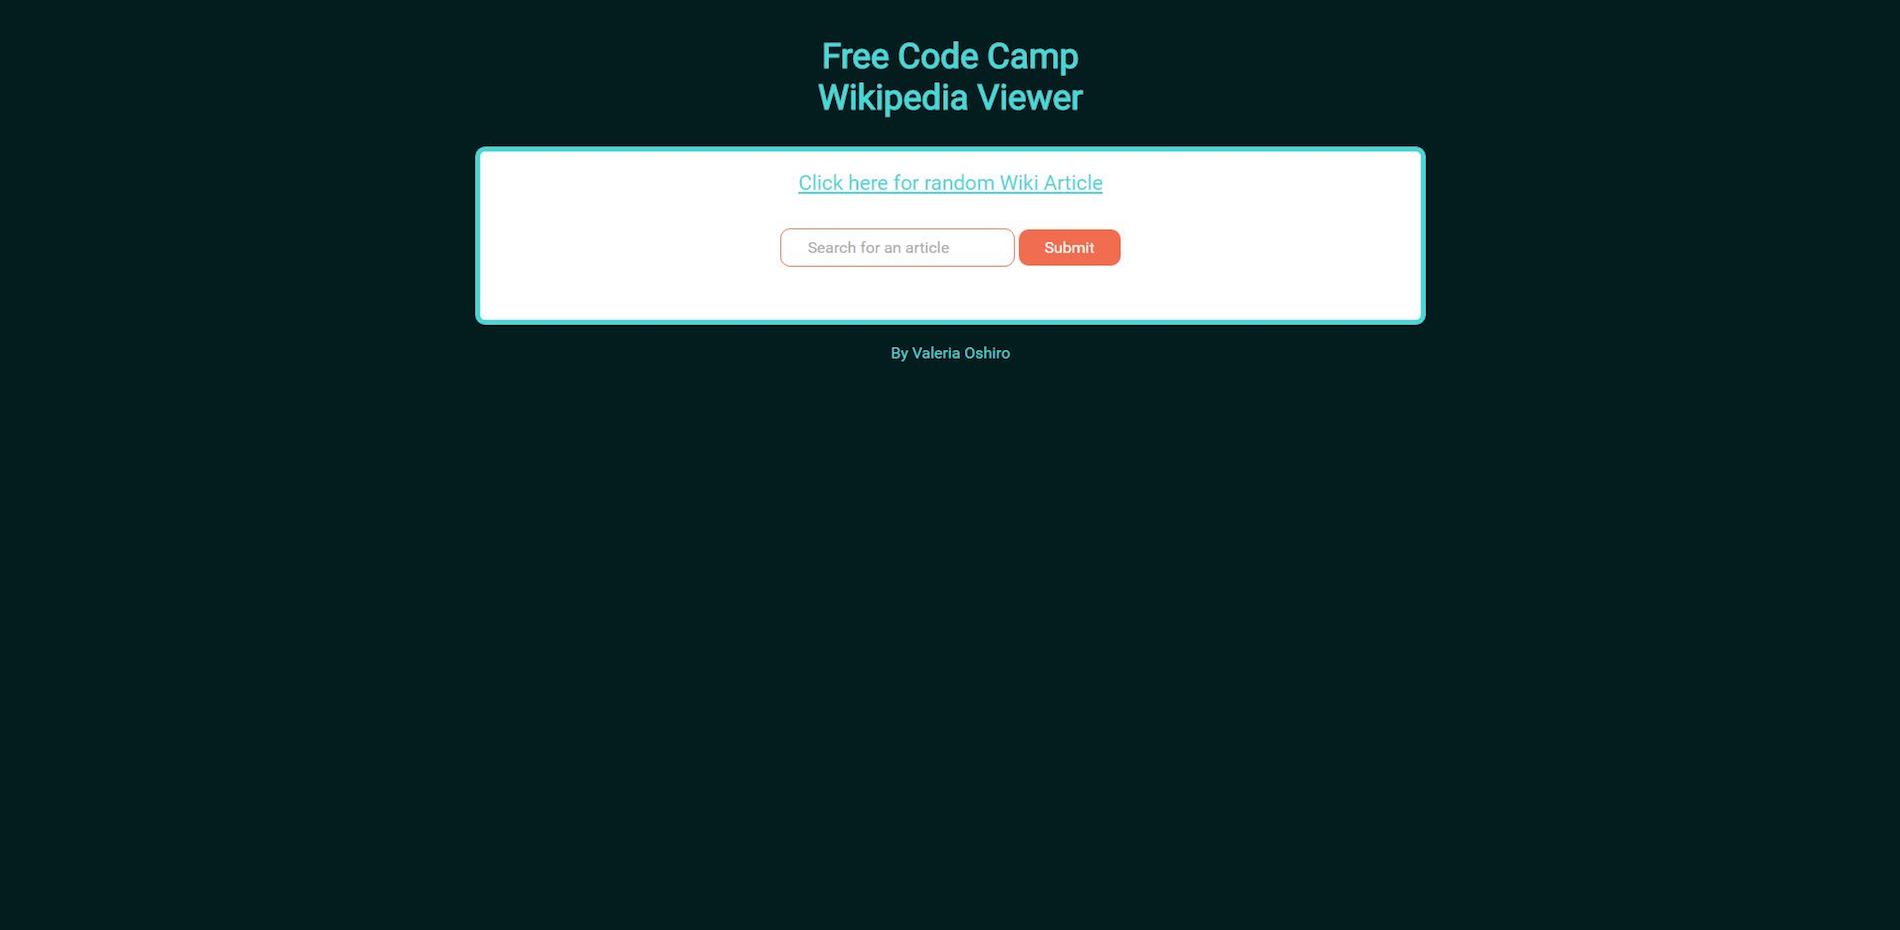 Free Code Camp
Wikipedia Viewer
Click here for random Wiki Article
Search for an article
Submit
By Valeria Oshiro